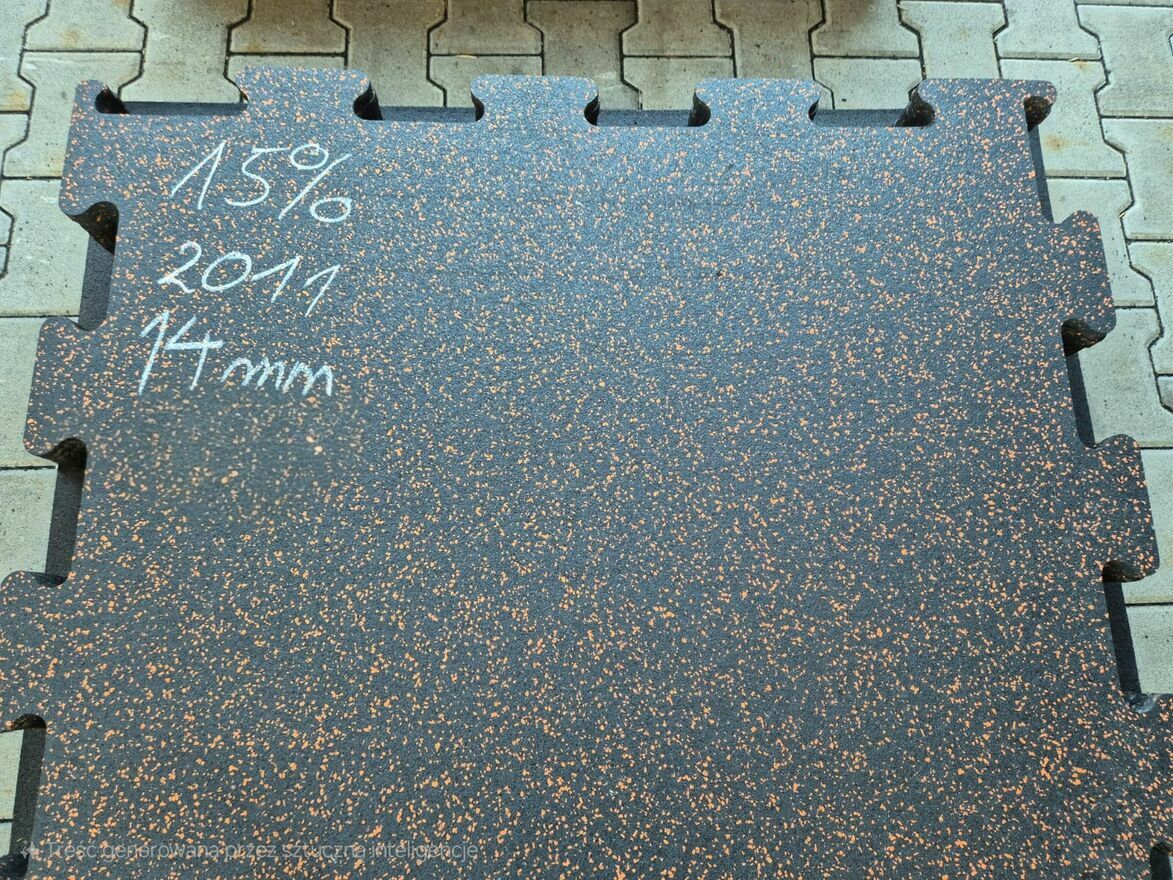 15%
2011
14mm
Treść generowana przez sztuczną inteligencję